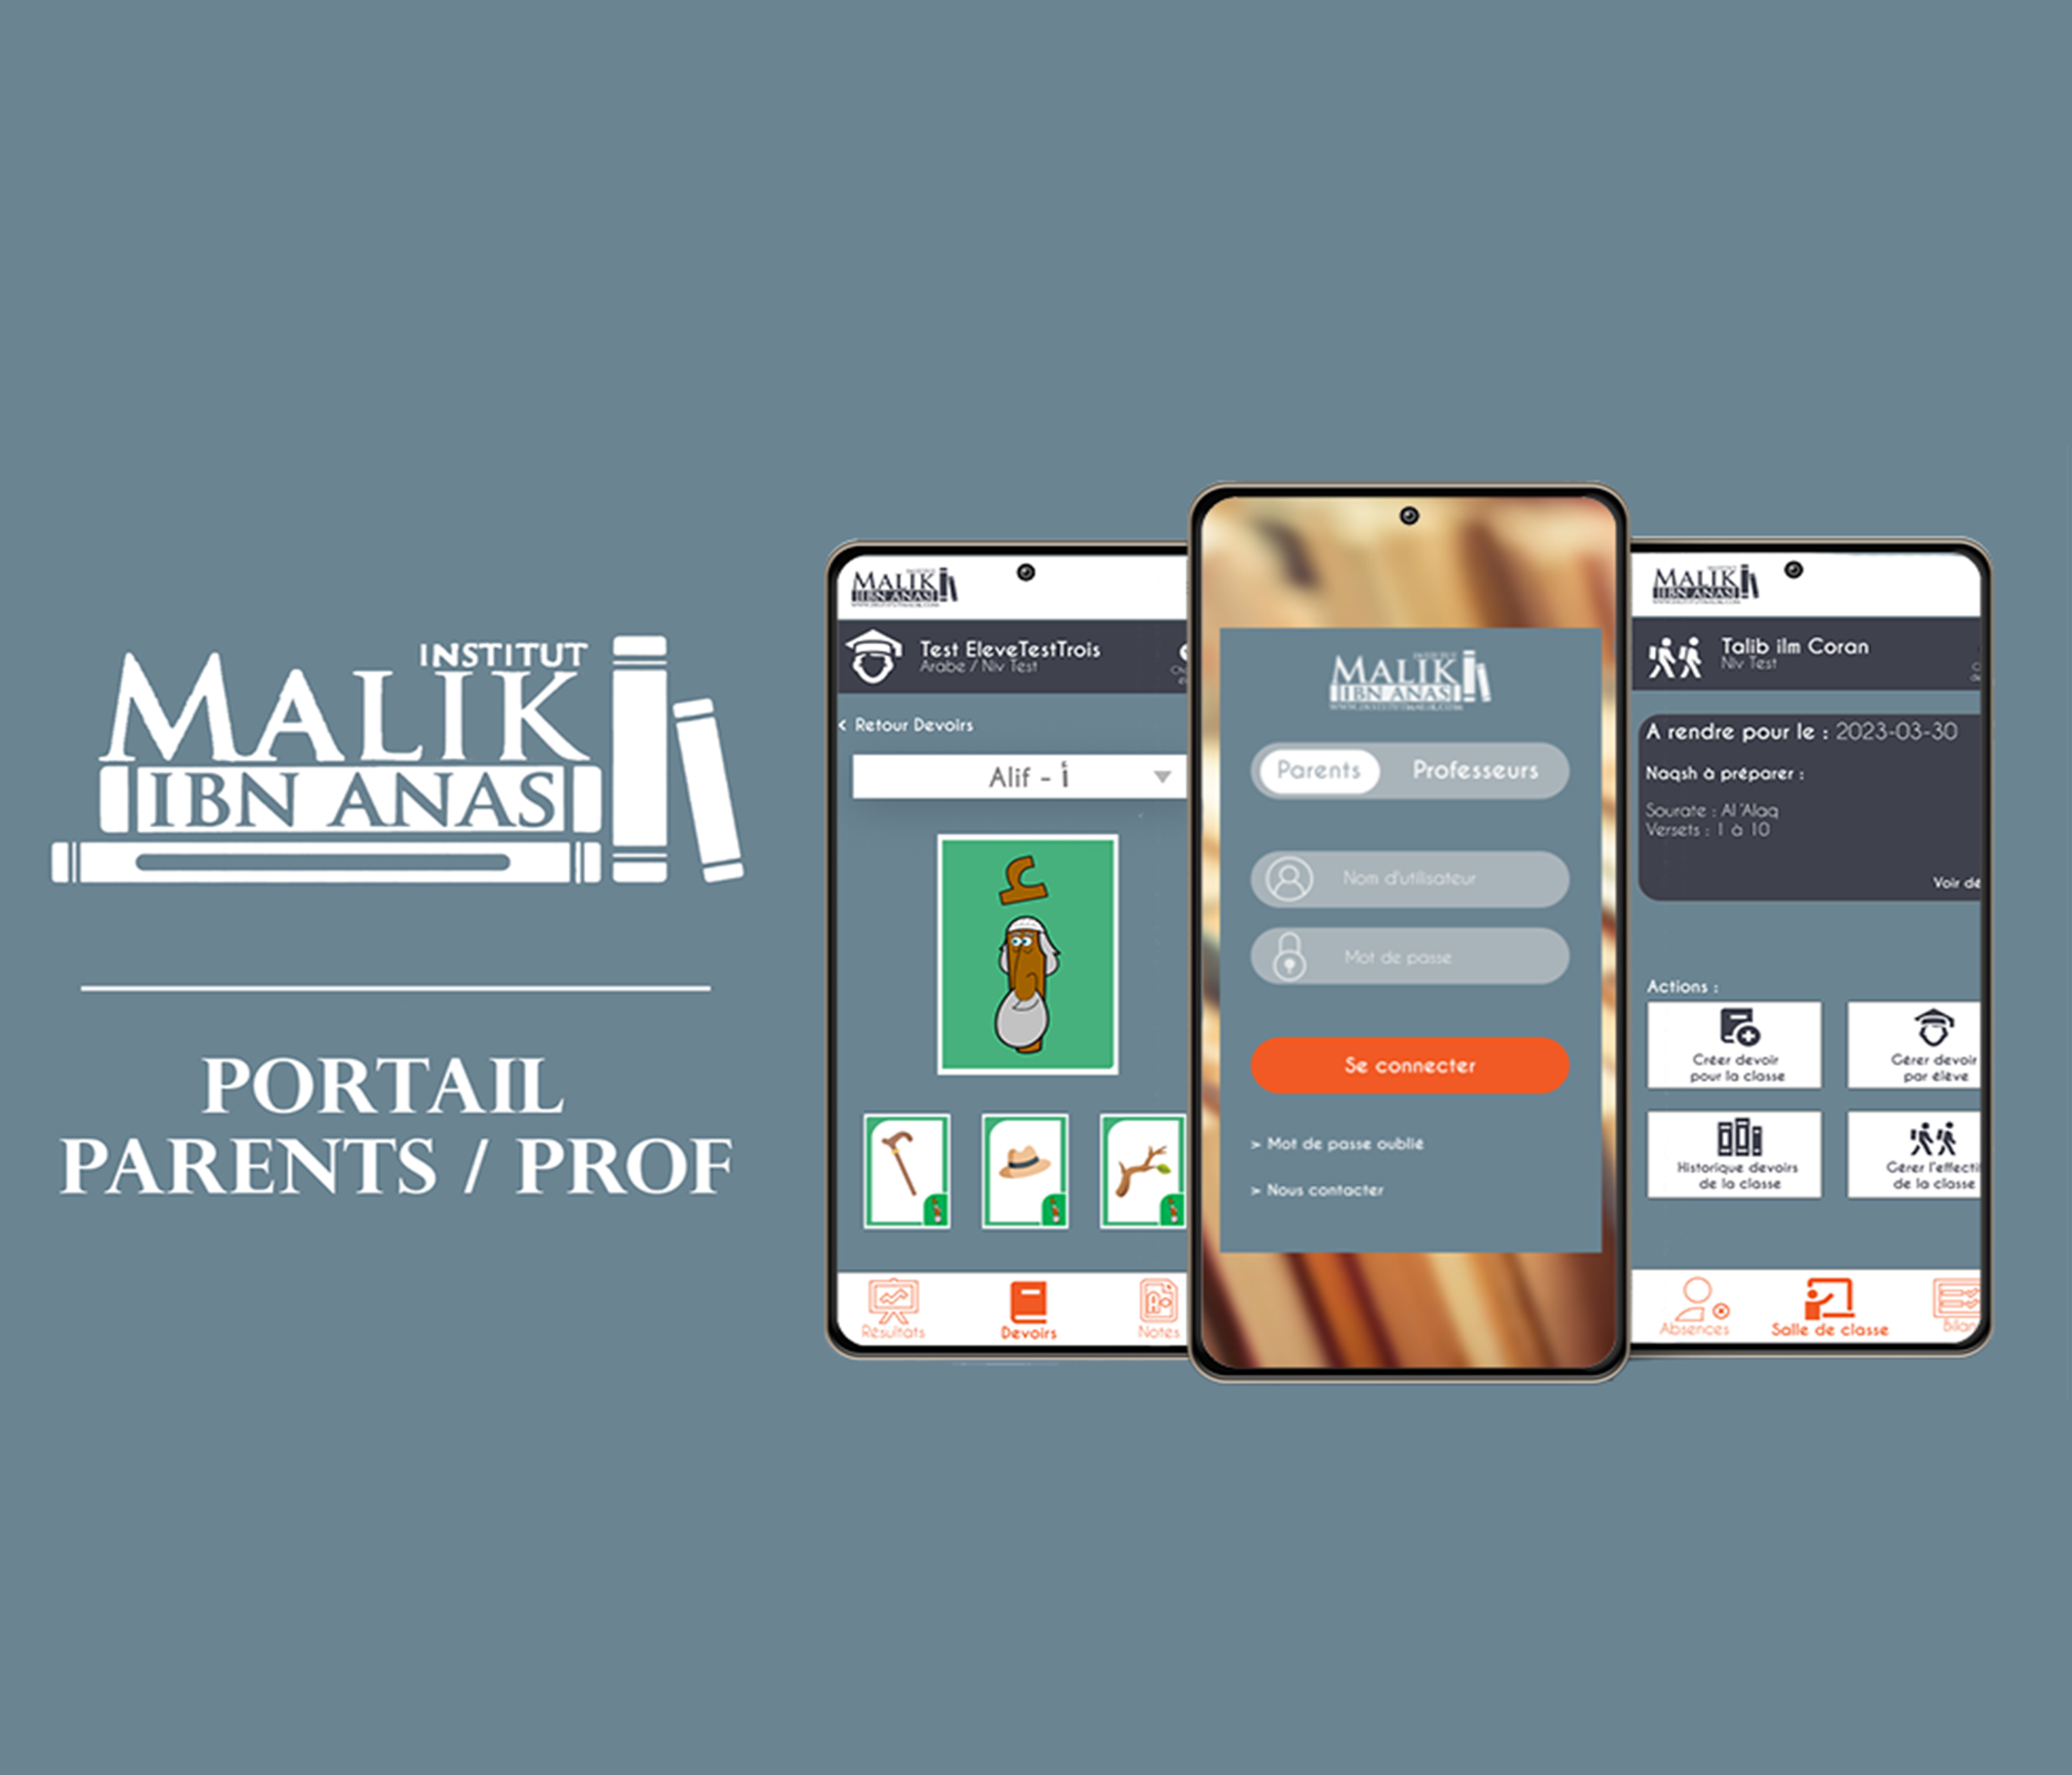 INSTITUT
MALIK
IBN ANAS
PORTAIL
PARENTS / PROF
MALIK
IBN ANAS
Test EleveTestTrois
Arabe / Niv Test
< Retour Devoirs
Alif - أ
Résultats
Devoirs
Notes
INSTITUT
MALIK
IBN ANAS
WWW.INSTITUTMALIK.COM
Parents
Professeurs
Nom d'utilisateur
Mot de passe
Se connecter
> Mot de passe oublié
> Nous contacter
MALIK
IBN ANAS
Talib ilm Coran
Niv Test
A rendre pour le : 2023-03-30
Naqsh à préparer :
Sourate : Al 'Alaq
Versets : 1 à 10
Voir dé
Actions :
Créer devoir
pour la classe
Gérer devoir
par élève
Historique devoirs
de la classe
Gérer l'effecti
de la classe
Absences
Salle de classe
Bilan